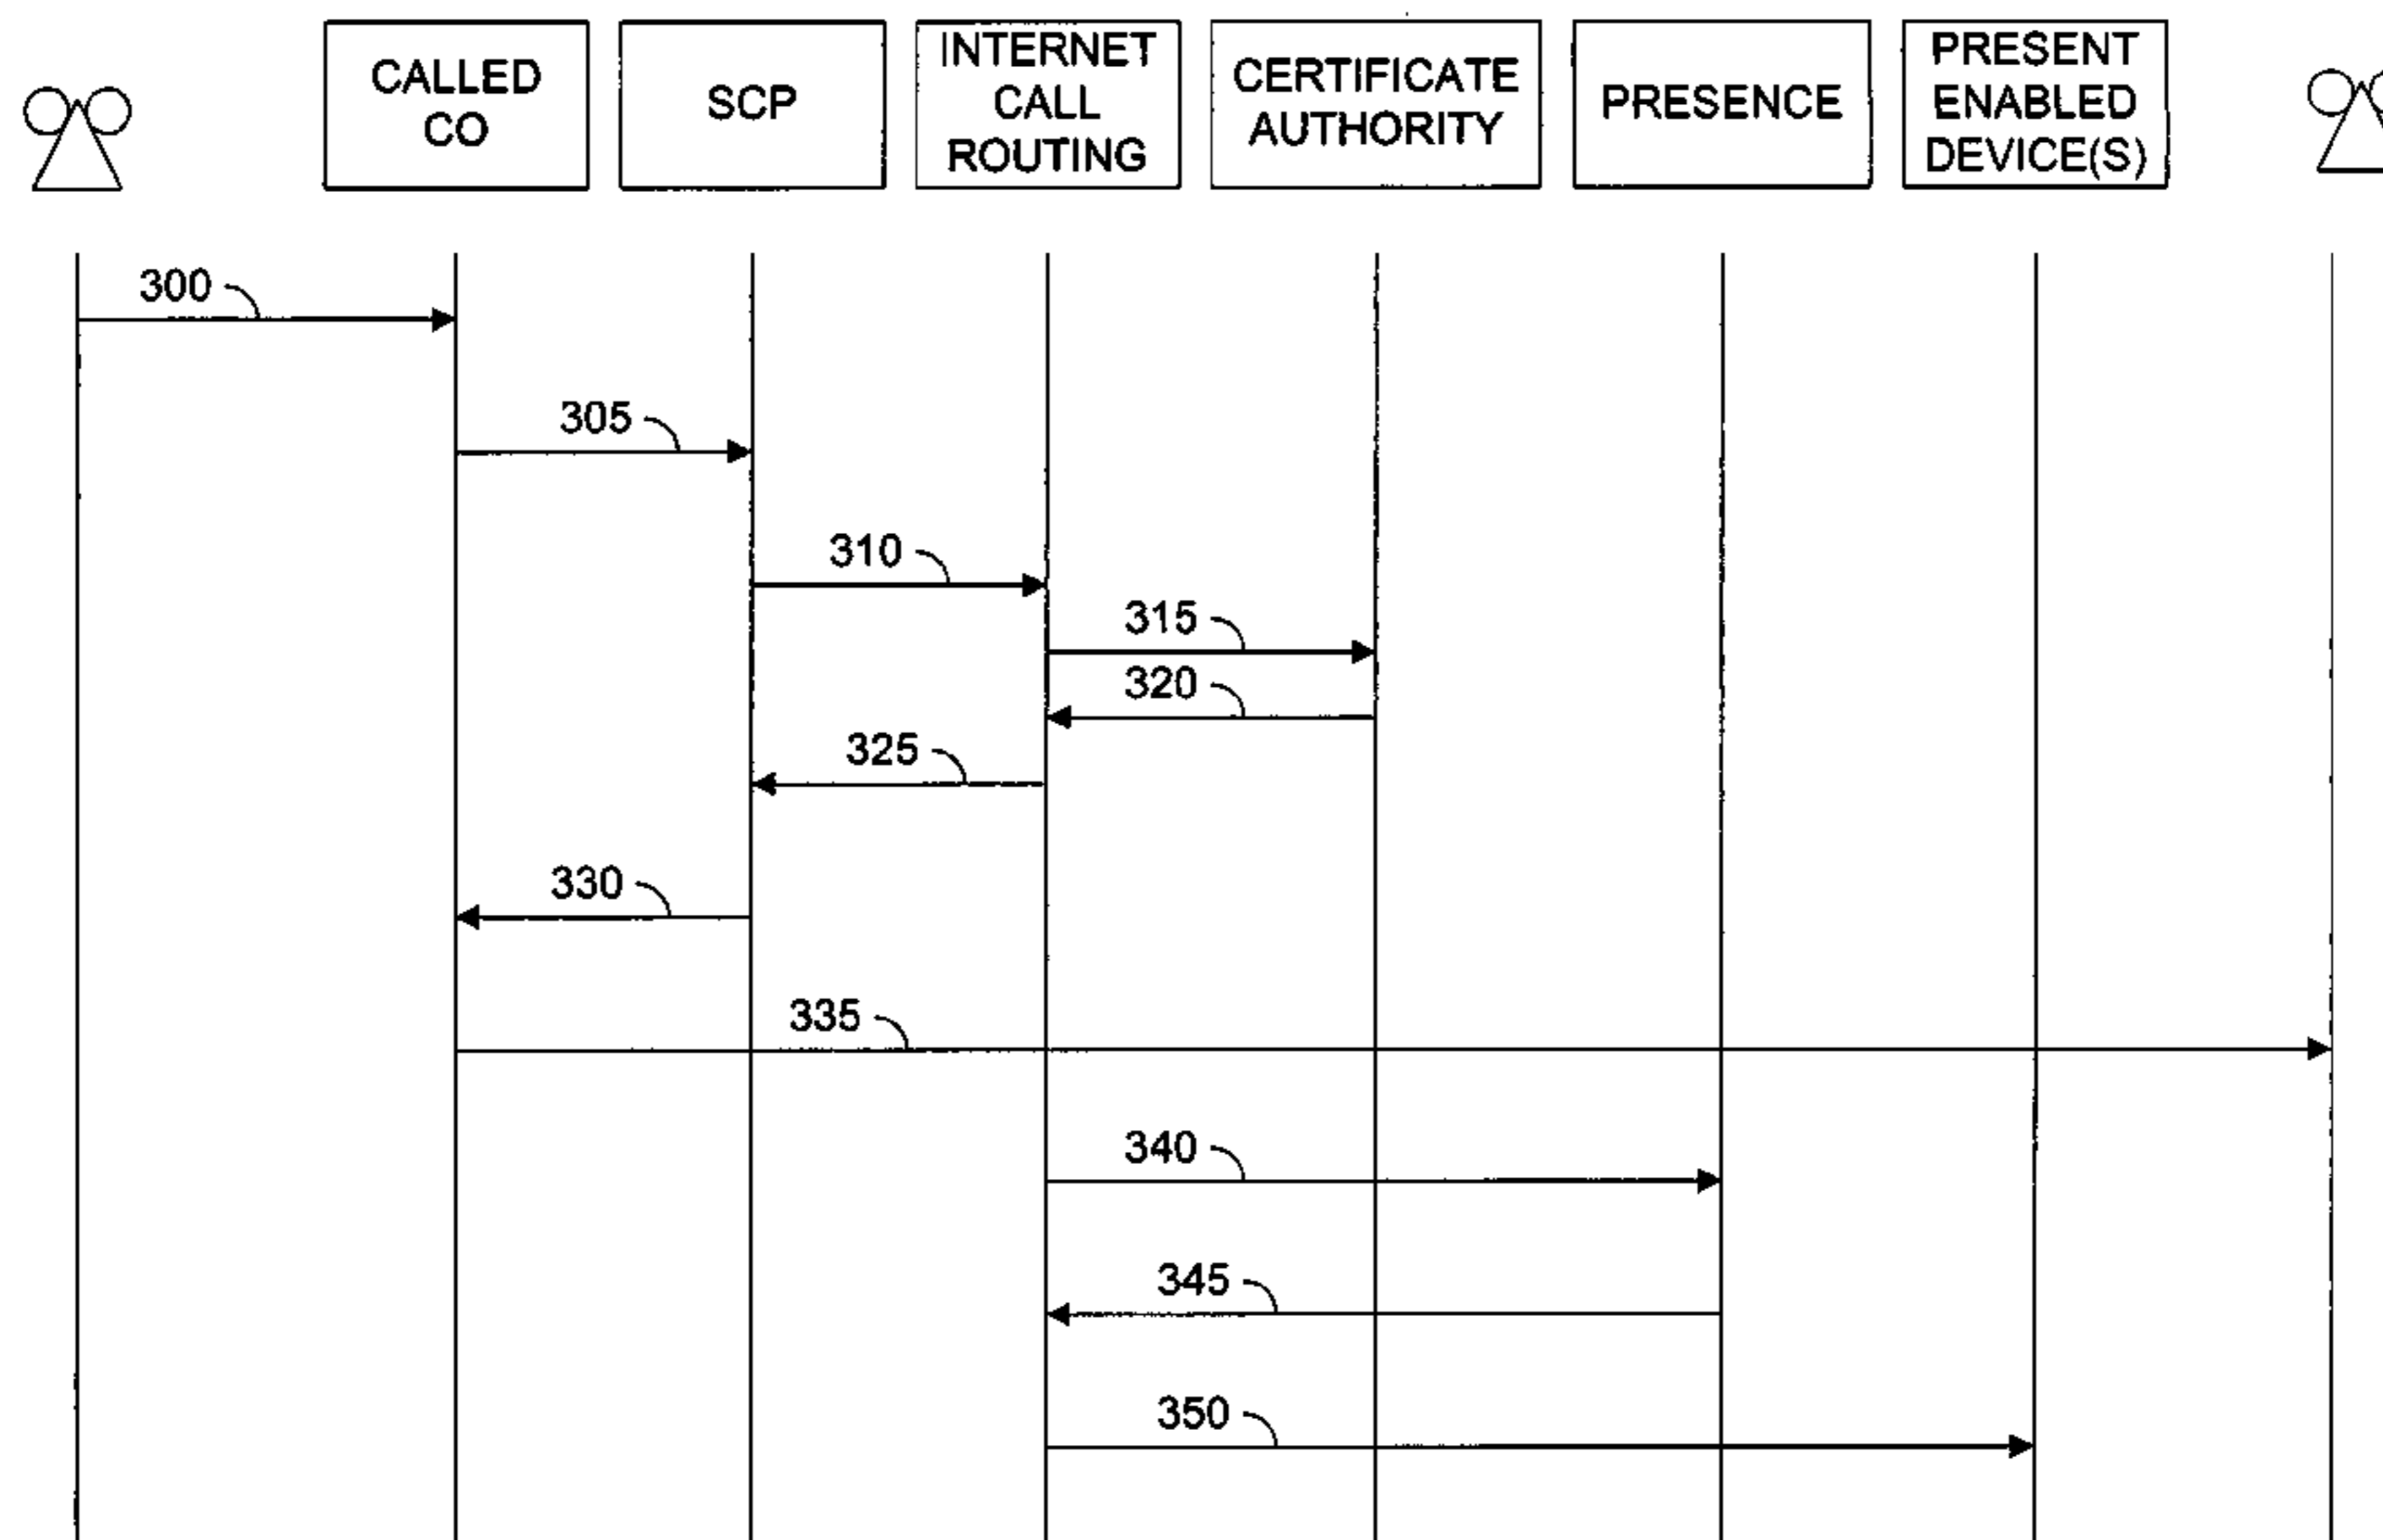 CALLED
CO
SCP
INTERNET
CALL
ROUTING
CERTIFICATE
AUTHORITY
PRESENCE
PRESENT
ENABLED
DEVICE(S)
300
305
310
315
320
325
330
335
340
345
350